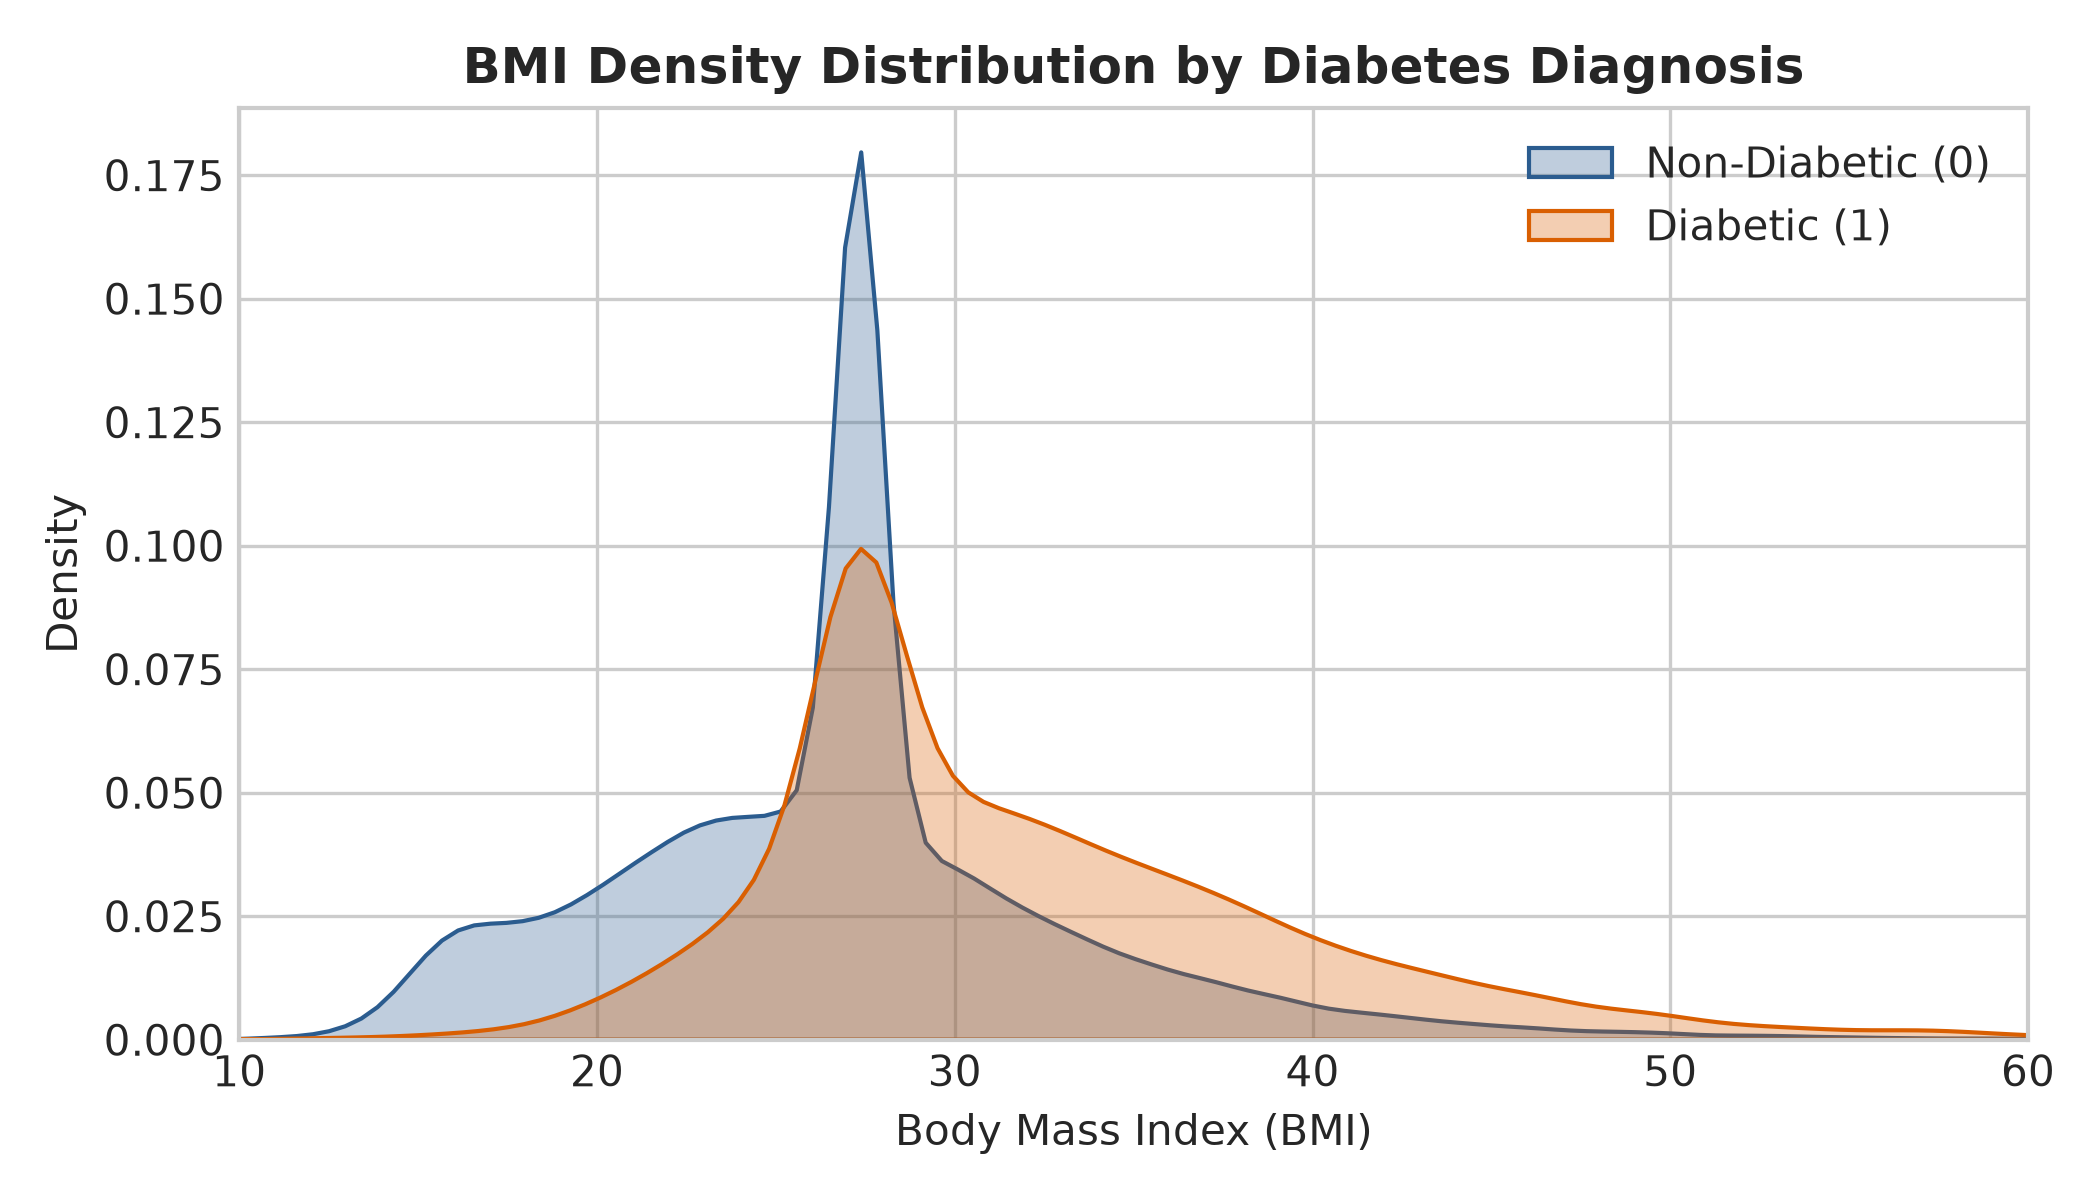 BMI Density Distribution by Diabetes Diagnosis
Non-Diabetic (0)
Diabetic (1)
0.175
0.150
0.125
0.100
0.075
0.050
0.025
0.000
Density
10 20 30 40 50 60
Body Mass Index (BMI)